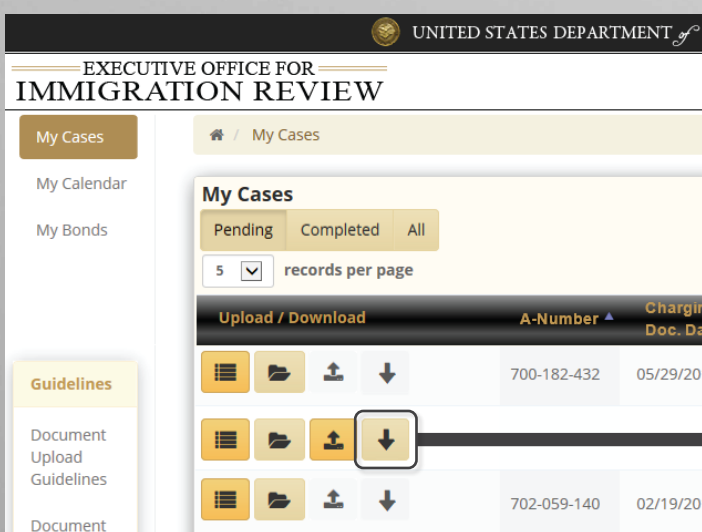 UNITED STATES DEPARTMENT of
EXECUTIVE OFFICE FOR
IMMIGRATION REVIEW
My Cases
/ My Cases
My Calendar
My Bonds
My Cases
Pending Completed All
5 records per page
Upload / Download A-Number Doc.
700-182-432 05/29/20
702-059-140 02/19/20
Guidelines
Document
Upload
Guidelines
Document